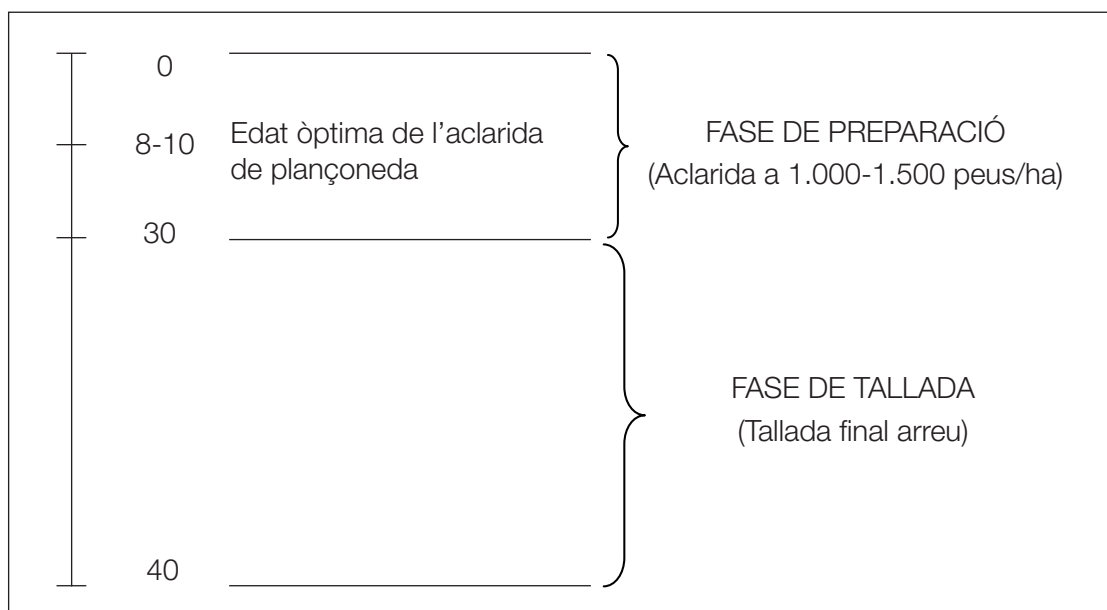 0
8-10
Edat òptima de l’aclarida
de plançoneda
30
FASE DE PREPARACIÓ
(Aclarida a 1.000-1.500 peus/ha)
FASE DE TALLADA
(Tallada final arreu)
40